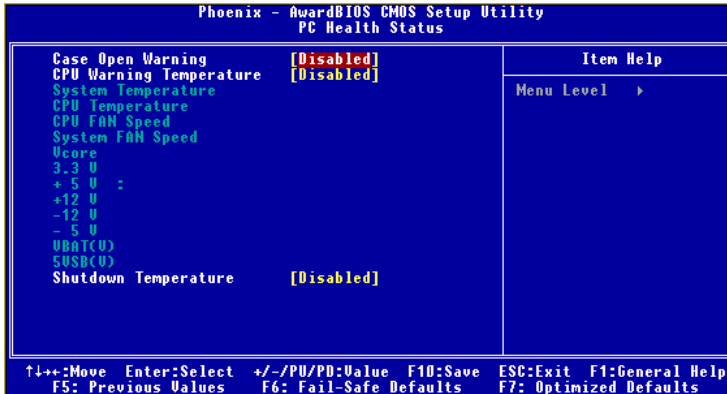 Phoenix - AwardBIOS CMOS Setup Utility
PC Health Status
Case Open Warning [Disabled] Item Help
CPU Warning Temperature [Disabled]
System Temperature Menu Level ▸
CPU Temperature
CPU FAN Speed
System FAN Speed
Vcore
3.3 V
+ 5 V :
+12 V
-12 V
- 5 V
VBAT(V)
5VSB(V)
Shutdown Temperature [Disabled]
↑↓→←:Move Enter:Select +/-/PU/PD:Value F10:Save ESC:Exit F1:General Help
F5: Previous Values F6: Fail-Safe Defaults F7: Optimized Defaults